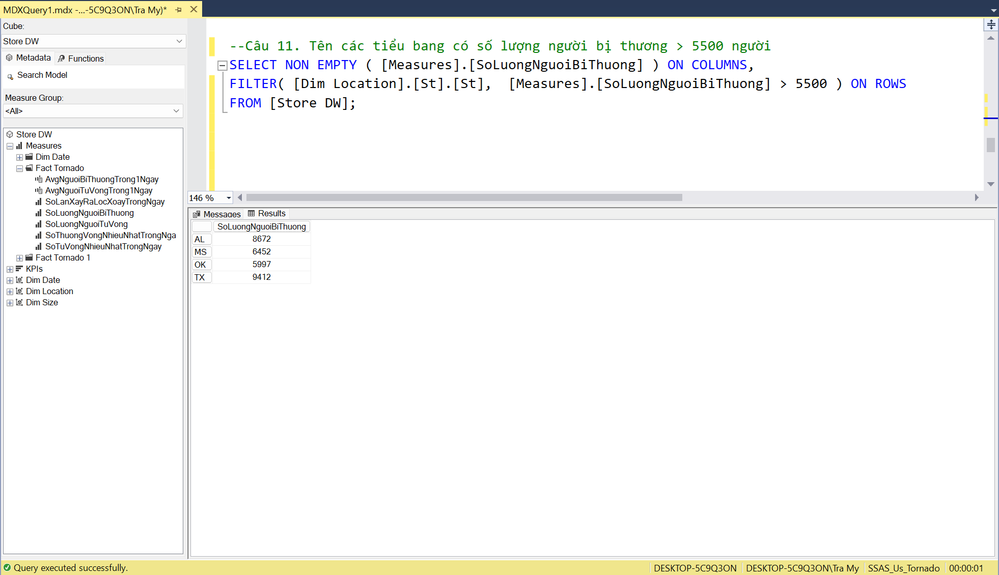 MDXQuery1.mdx -...-5C9Q3ON\Tra My)*
Cube:
Store DW
Metadata
Functions
Search Model
Measure Group:
<All>
Store DW
Measures
Dim Date
Fact Tornado
AvgNguoiBiThuongTrong1Ngay
AvgNguoiTuVongTrong1Ngay
SoLanXayRaLocXoayTrongNgay
SoLuongNguoiBiThuong
SoLuongNguoiTuVong
SoThuongVongNhieuNhatTrongNga
SoTuVongNhieuNhatTrongNgay
Fact Tornado 1
KPIs
Dim Date
Dim Location
Dim Size
--Câu 11. Tên các tiểu bang có số lượng người bị thương > 5500 người
SELECT NON EMPTY ( [Measures].[SoLuongNguoiBiThuong] ) ON COLUMNS,
FILTER( [Dim Location].[St].[St],  [Measures].[SoLuongNguoiBiThuong] > 5500 ) ON ROWS
FROM [Store DW];
146 %
Messages
Results
SoLuongNguoiBiThuong
AL 8672
MS 6452
OK 5997
TX 9412
Query executed successfully.
DESKTOP-5C9Q3ON
DESKTOP-5C9Q3ON\Tra My
SSAS_Us_Tornado
00:00:01